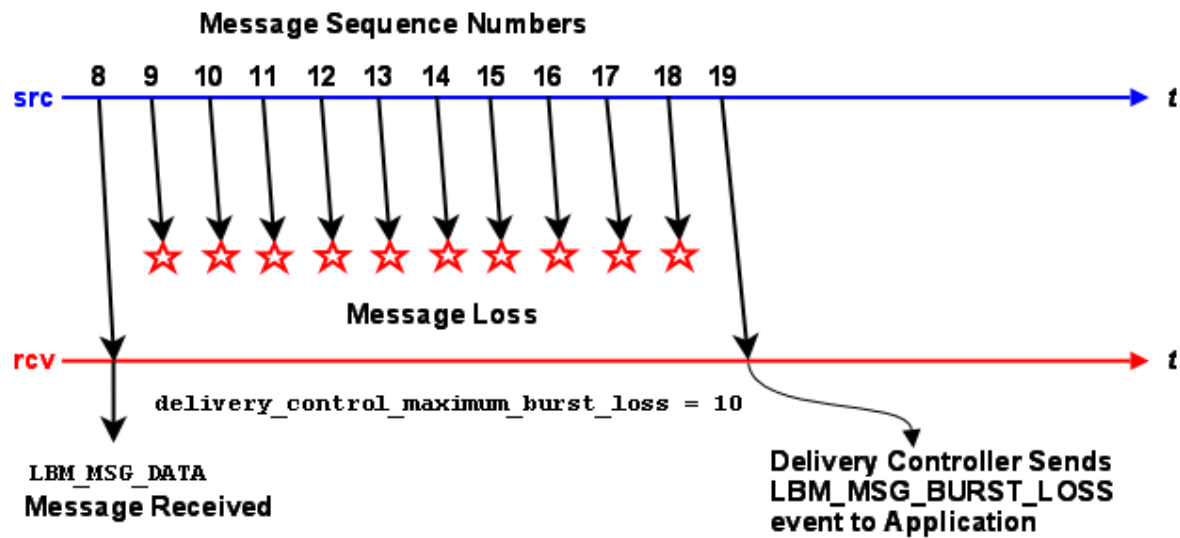 Message Sequence Numbers
8 9 10 11 12 13 14 15 16 17 18 19
src t
Message Loss
rcv t
delivery_control_maximum_burst_loss = 10
LBM_MSG_DATA
Message Received
Delivery Controller Sends
LBM_MSG_BURST_LOSS
event to Application